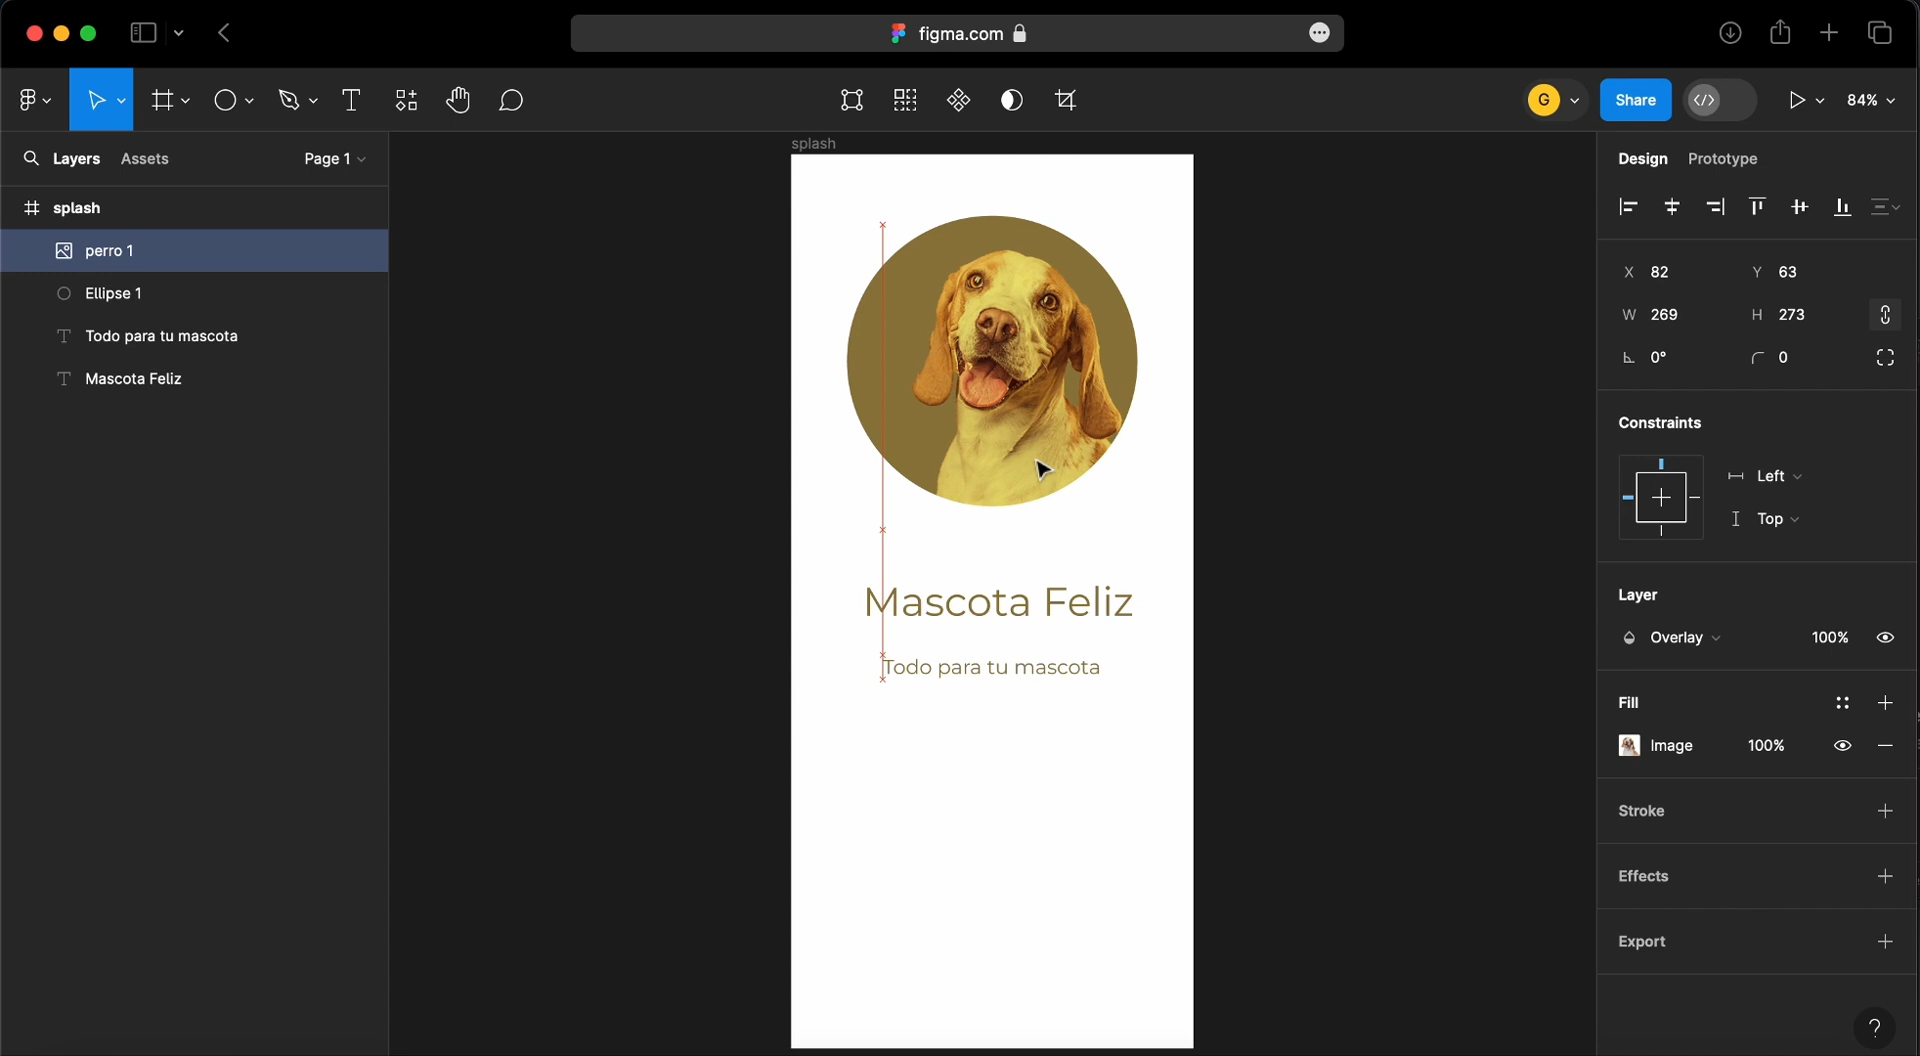 figma.com
G
Share
84%
Layers
Assets
Page 1
splash
perro 1
Ellipse 1
Todo para tu mascota
Mascota Feliz
splash
Mascota Feliz
Todo para tu mascota
Design
Prototype
X 82
Y 63
W 269
H 273
0°
0
Constraints
Left
Top
Layer
Overlay
100%
Fill
Image
100%
Stroke
Effects
Export
?